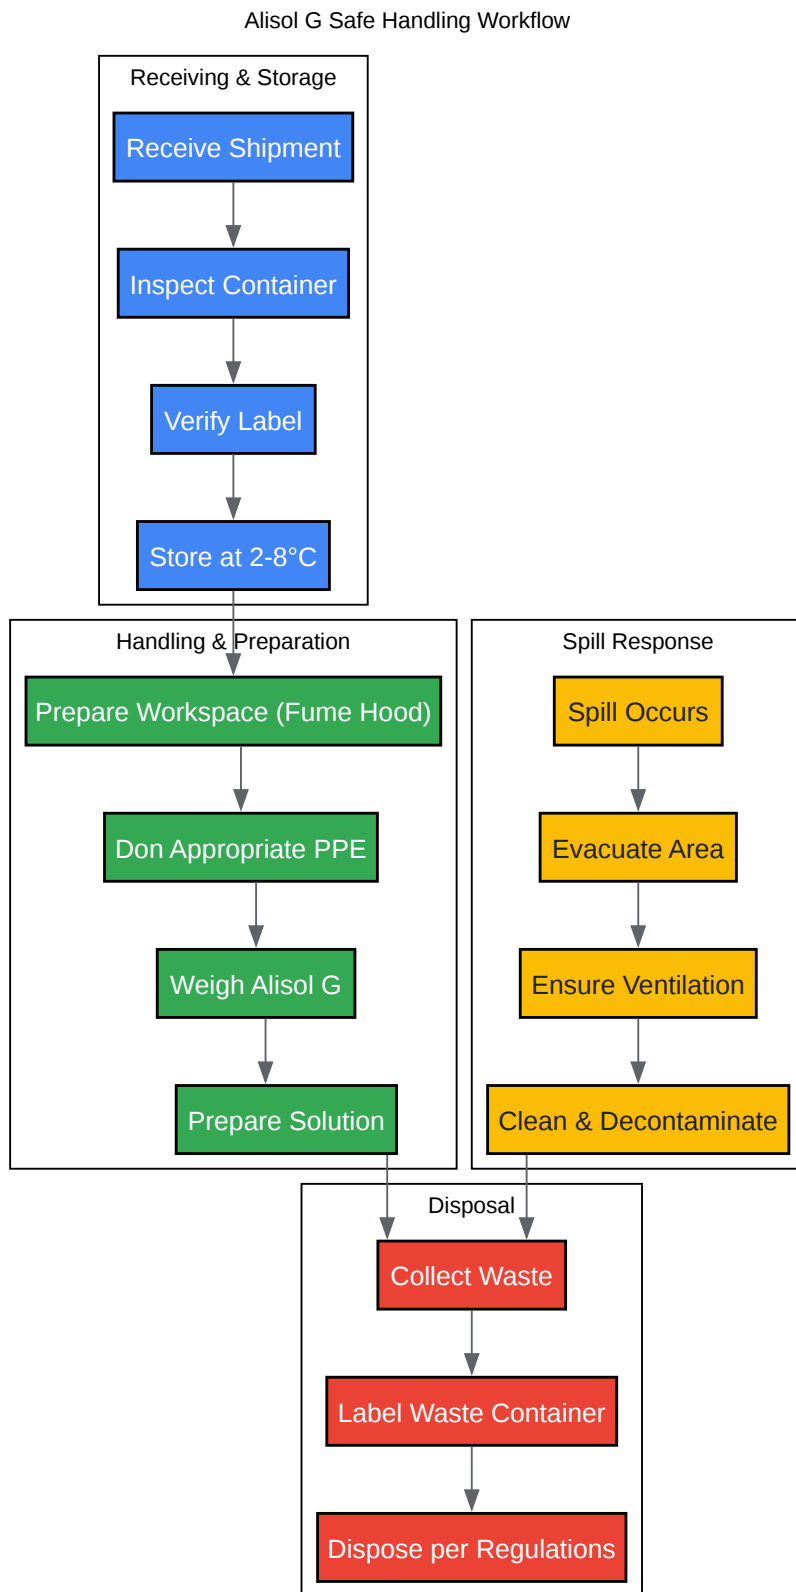 Alisol G Safe Handling Workflow
Receiving & Storage
Receive Shipment
Inspect Container
Verify Label
Store at 2-8°C
Handling & Preparation
Prepare Workspace (Fume Hood)
Don Appropriate PPE
Weigh Alisol G
Prepare Solution
Spill Response
Spill Occurs
Evacuate Area
Ensure Ventilation
Clean & Decontaminate
Disposal
Collect Waste
Label Waste Container
Dispose per Regulations